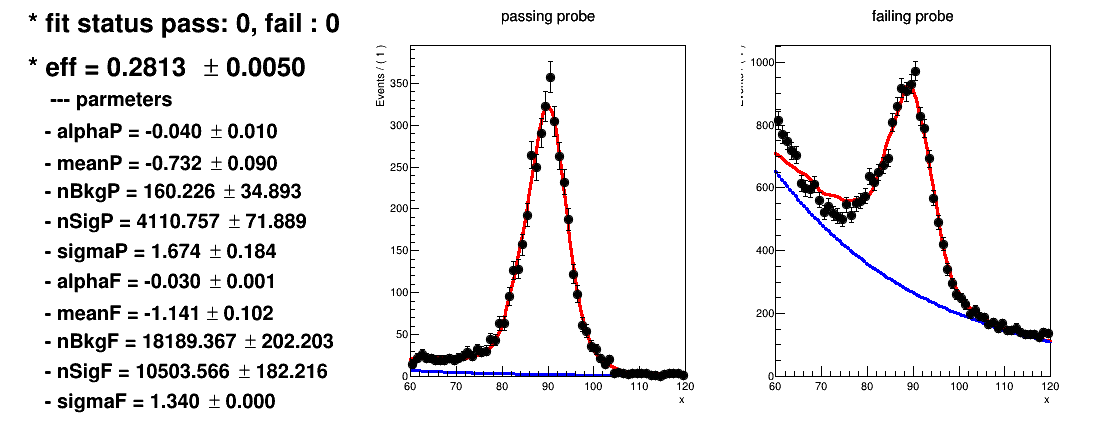 * fit status pass: 0, fail : 0
* eff = 0.2813 ± 0.0050
--- parmeters
- alphaP = -0.040 ± 0.010
- meanP = -0.732 ± 0.090
- nBkgP = 160.226 ± 34.893
- nSigP = 4110.757 ± 71.889
- sigmaP = 1.674 ± 0.184
- alphaF = -0.030 ± 0.001
- meanF = -1.141 ± 0.102
- nBkgF = 18189.367 ± 202.203
- nSigF = 10503.566 ± 182.216
- sigmaF = 1.340 ± 0.000
passing probe
Events / ( 1 )
350
300
250
200
150
100
50
0
60 70 80 90 100 110 120
x
failing probe
1000
800
600
400
200
0
60 70 80 90 100 110 120
x